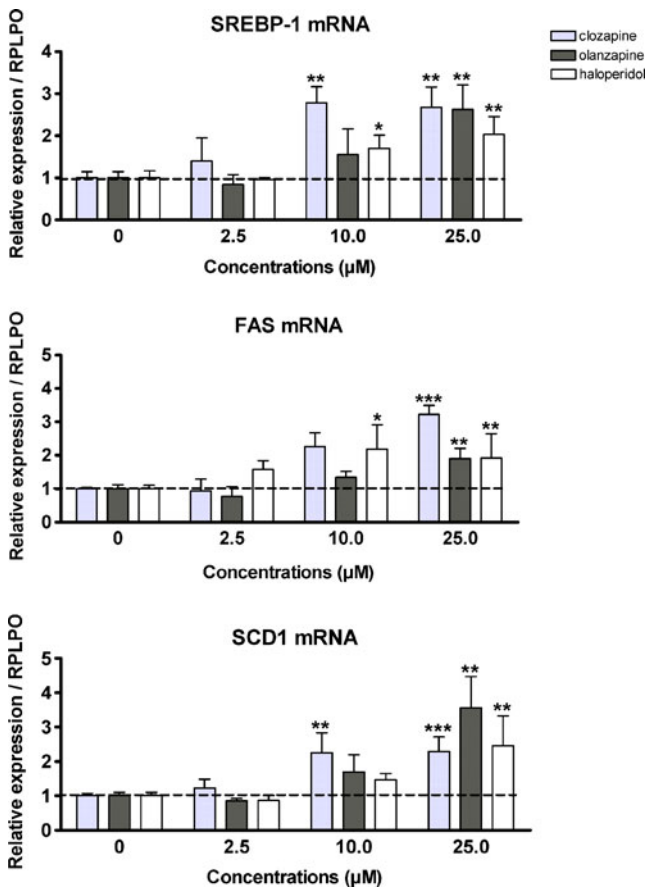 SREBP-1 mRNA
clozapine
olanzapine
haloperidol
Relative expression / RPLPO
4
3
2
1
0
** * ** ** **
0 2.5 10.0 25.0
Concentrations (µM)
FAS mRNA
Relative expression / RPLPO
5
4
3
2
1
0
* *** ** **
0 2.5 10.0 25.0
Concentrations (µM)
SCD1 mRNA
Relative expression / RPLPO
5
4
3
2
1
0
** *** ** **
0 2.5 10.0 25.0
Concentrations (µM)